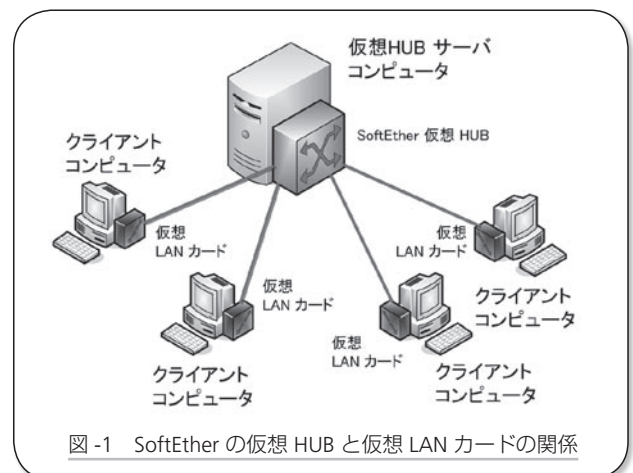 仮想HUB サーバ
コンピュータ
SoftEther 仮想 HUB
クライアント
コンピュータ
仮想
LAN カード
仮想
LAN カード
クライアント
コンピュータ
仮想
LAN カード
クライアント
コンピュータ
仮想
LAN カード
クライアント
コンピュータ
図 -1 SoftEther の仮想 HUB と仮想 LAN カードの関係